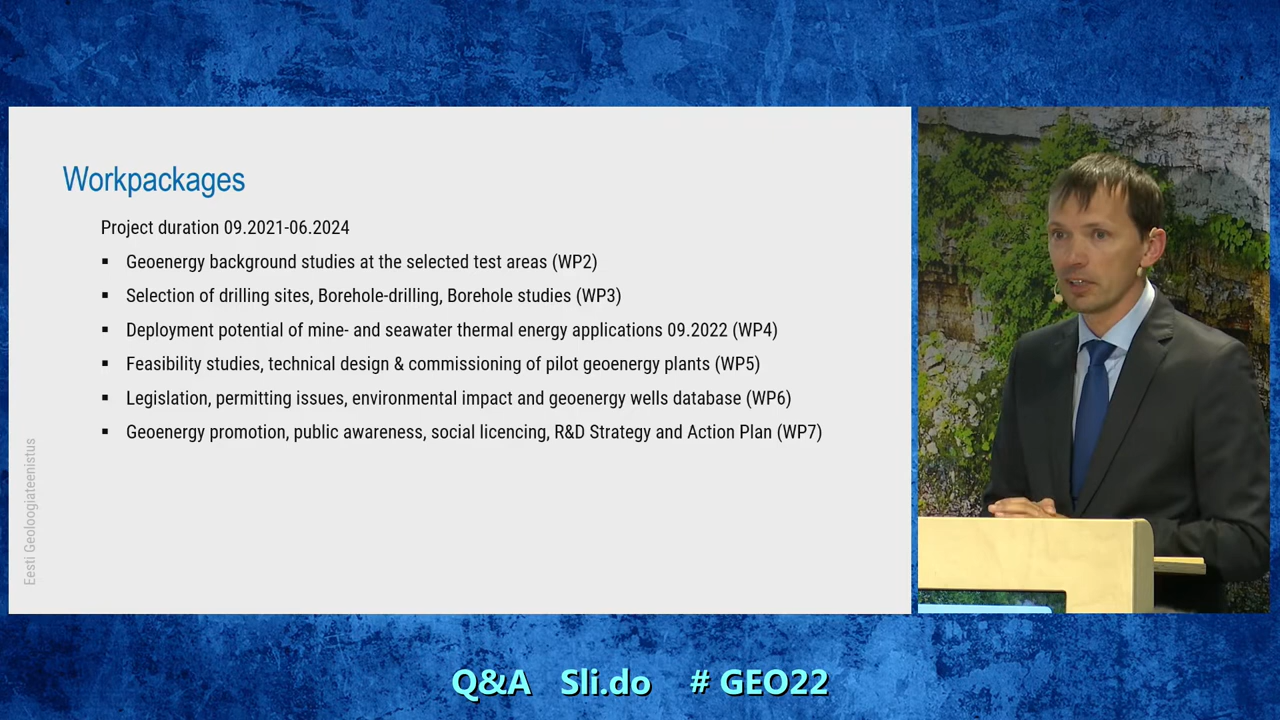 Workpackages
Project duration 09.2021-06.2024
▪ Geoenergy background studies at the selected test areas (WP2)
▪ Selection of drilling sites, Borehole-drilling, Borehole studies (WP3)
▪ Deployment potential of mine- and seawater thermal energy applications 09.2022 (WP4)
▪ Feasibility studies, technical design & commissioning of pilot geoenergy plants (WP5)
▪ Legislation, permitting issues, environmental impact and geoenergy wells database (WP6)
▪ Geoenergy promotion, public awareness, social licencing, R&D Strategy and Action Plan (WP7)
Eesti Geoloogiateenistus
Q&A Sli.do # GEO22